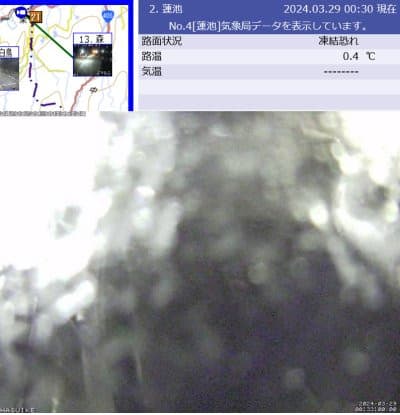 21
13. 森
白鳥
2. 蓮池 2024.03.29 00:30 現在
No.4[蓮池]気象局データを表示しています。
路面状況 凍結恐れ
路温 0.4 ℃
気温 --------
HASUIKE
2024-03-29